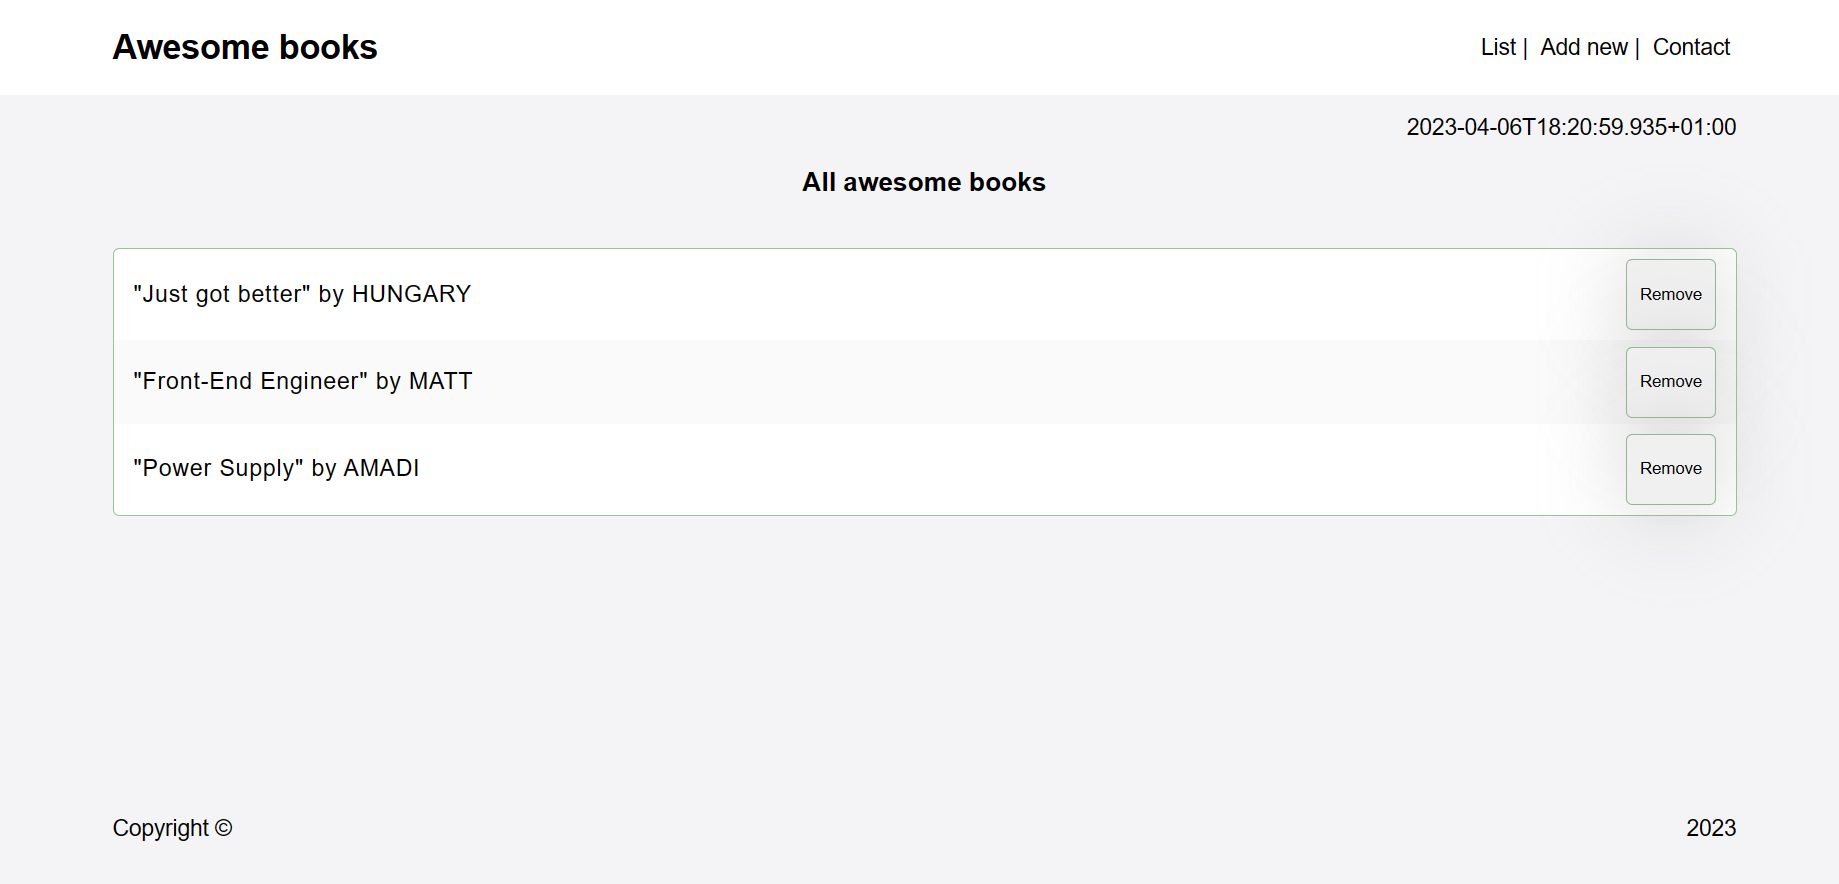 Awesome books
List | Add new | Contact
2023-04-06T18:20:59.935+01:00
All awesome books
"Just got better" by HUNGARY
Remove
"Front-End Engineer" by MATT
Remove
"Power Supply" by AMADI
Remove
Copyright ©
2023